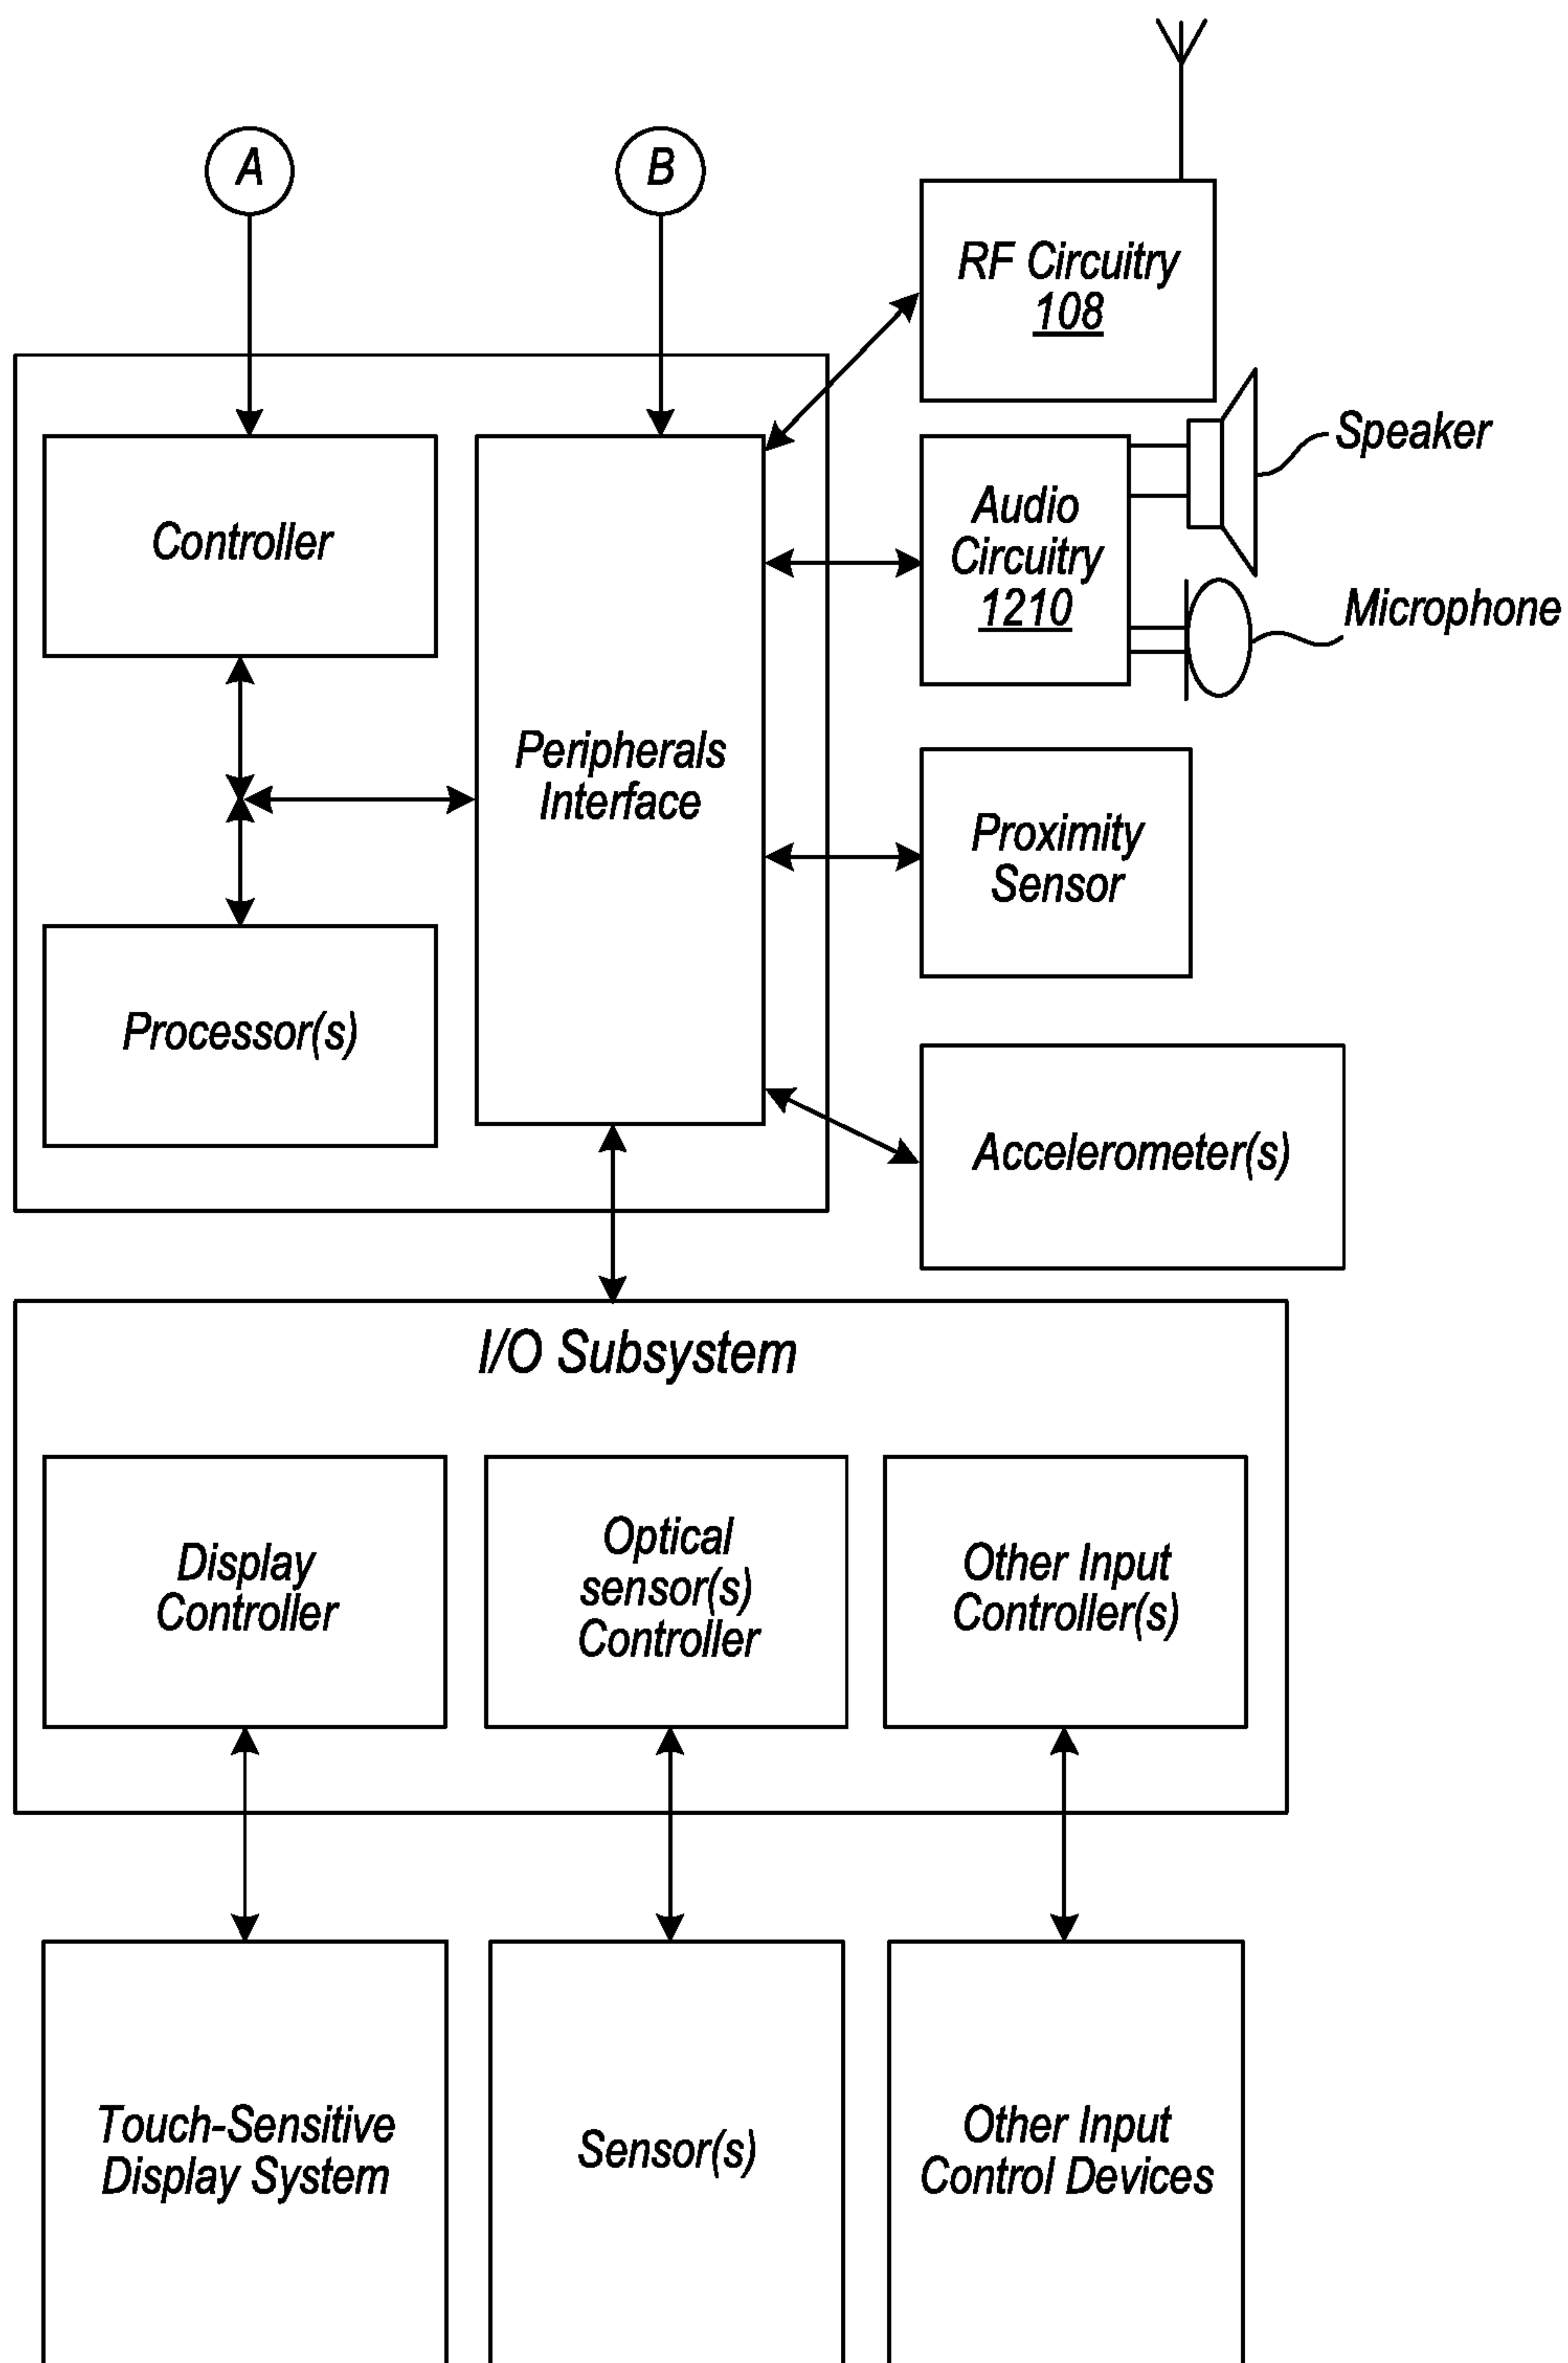 A
B
RF Circuitry
108
Controller
Peripherals
Interface
Audio
Circuitry
1210
Speaker
Microphone
Proximity
Sensor
Processor(s)
Accelerometer(s)
I/O Subsystem
Display
Controller
Optical
sensor(s)
Controller
Other Input
Controller(s)
Touch-Sensitive
Display System
Sensor(s)
Other Input
Control Devices